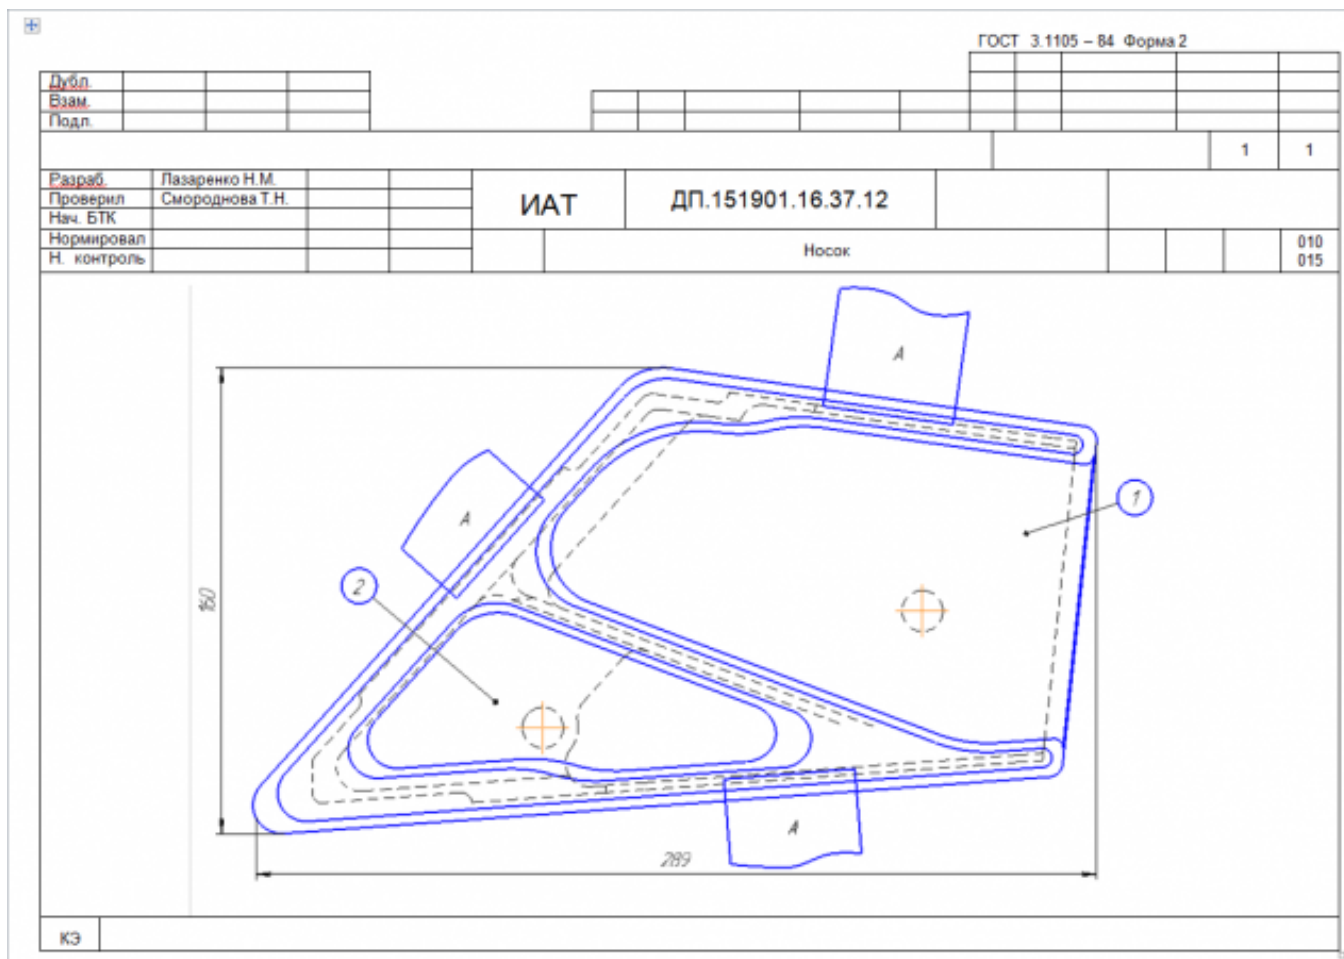 ГОСТ 3.1105 – 84 Форма 2
Дубл.
Взам.
Подл.
1 1
Разраб. Лазаренко Н.М.
Проверил Смороднова Т.Н.
Нач. БТК
ИАТ ДП.151901.16.37.12
Нормировал
Н. контроль
Носок
010
015
А
А
1
2
160
А
289
КЭ